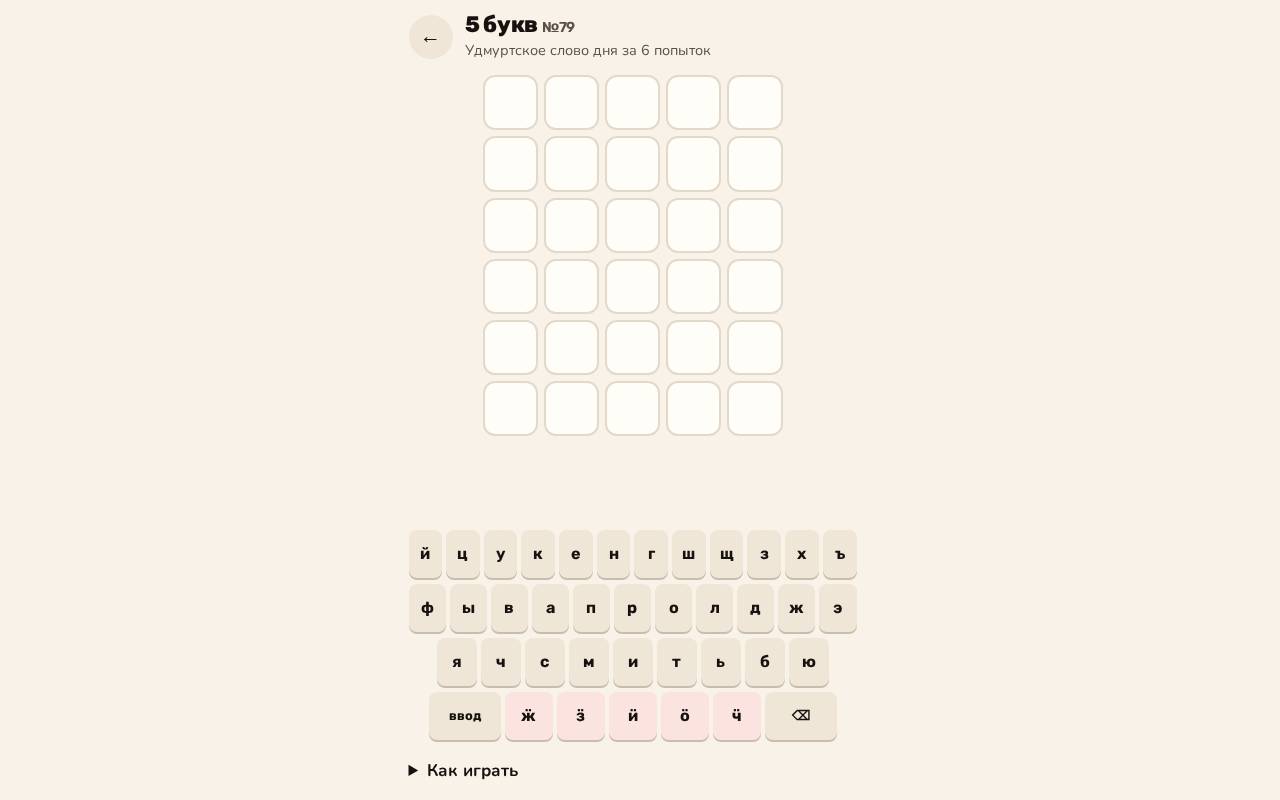 ←
5 букв №79
Удмуртское слово дня за 6 попыток
й ц у к е н г ш щ з х ъ
ф ы в а п р о л д ж э
я ч с м и т ь б ю
ввод ӝ ӟ ӥ ӧ ӵ ⌫
▶ Как играть